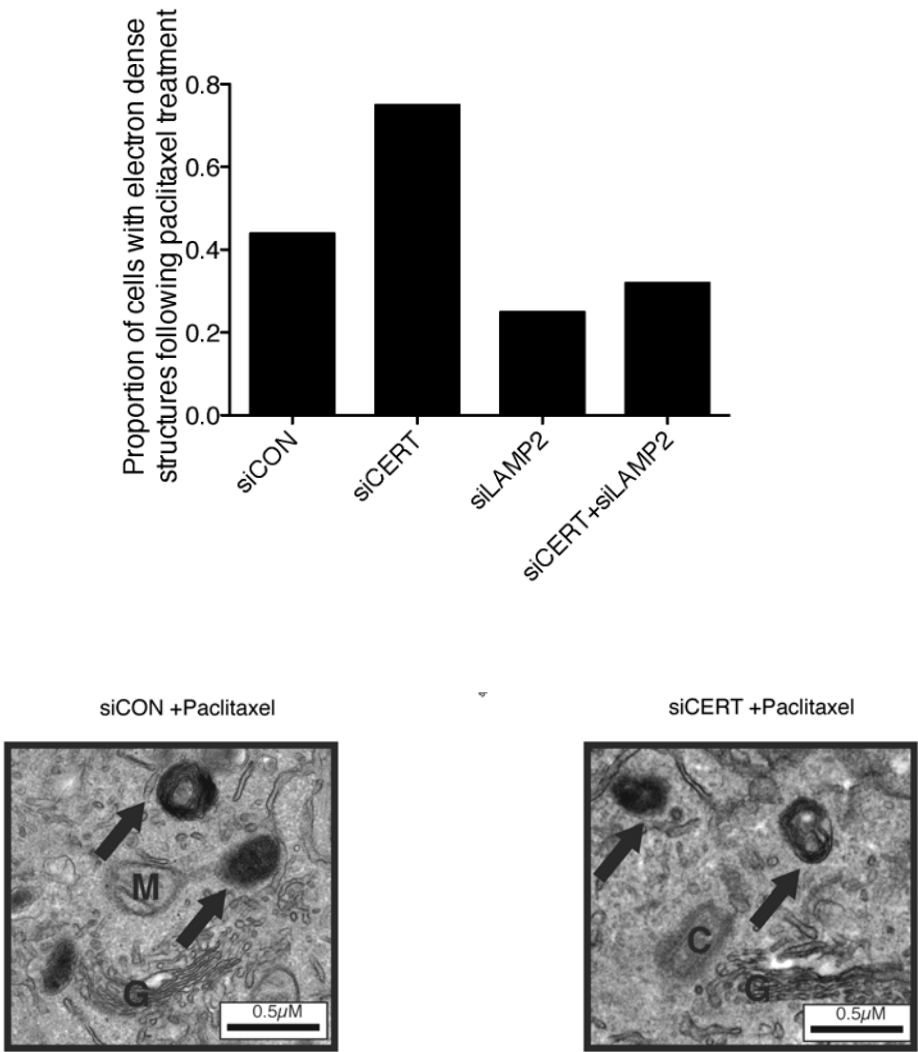 Proportion of cells with electron dense
structures following paclitaxel treatment
0.8
0.6
0.4
0.2
0.0
siCON
siCERT
siLAMP2
siCERT+siLAMP2
siCON +Paclitaxel
siCERT +Paclitaxel
M
G
0.5µM
C
G
0.5µM